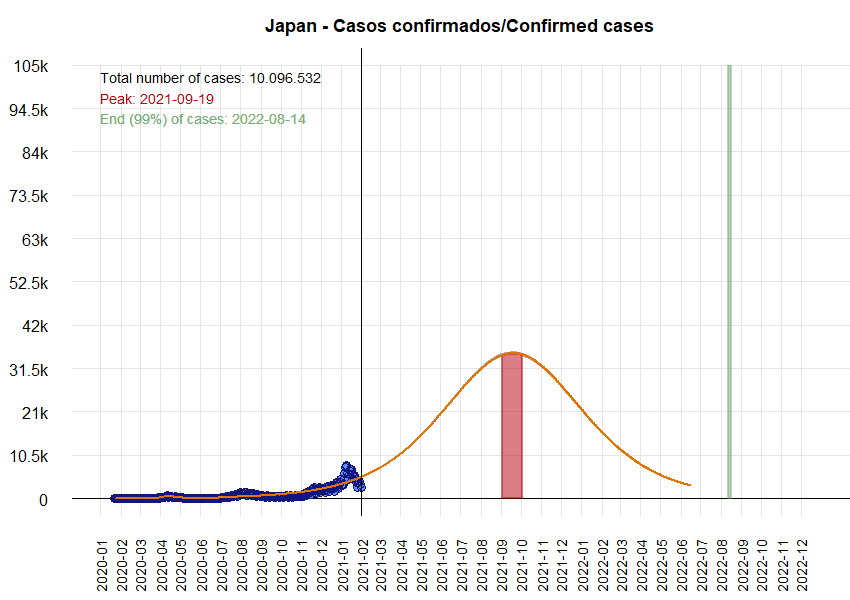 Japan - Casos confirmados/Confirmed cases
105k
Total number of cases: 10.096.532
Peak: 2021-09-19
94.5k
End (99%) of cases: 2022-08-14
84k
73.5k
63k
52.5k
42k
31.5k
21k
10.5k
0
2020-01
2020-02
2020-03
2020-04
2020-05
2020-06
2020-07
2020-08
2020-09
2020-10
2020-11
2020-12
2021-01
2021-02
2021-03
2021-04
2021-05
2021-06
2021-07
2021-08
2021-09
2021-10
2021-11
2021-12
2022-01
2022-02
2022-03
2022-04
2022-05
2022-06
2022-07
2022-08
2022-09
2022-10
2022-11
2022-12